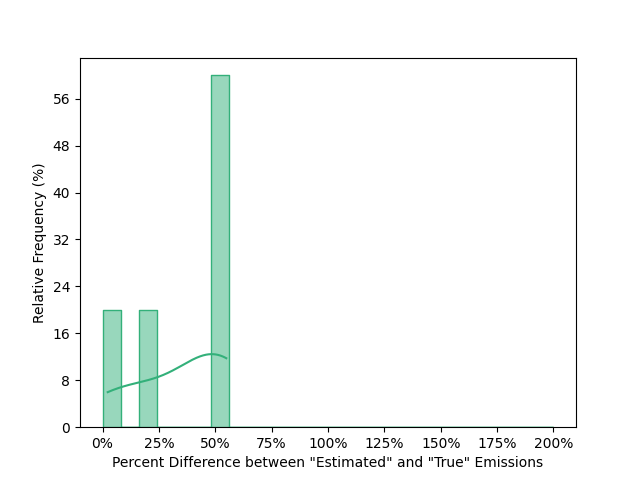 56
48
40
32
24
16
8
0
Relative Frequency (%)
0% 25% 50% 75% 100% 125% 150% 175% 200%
Percent Difference between "Estimated" and "True" Emissions